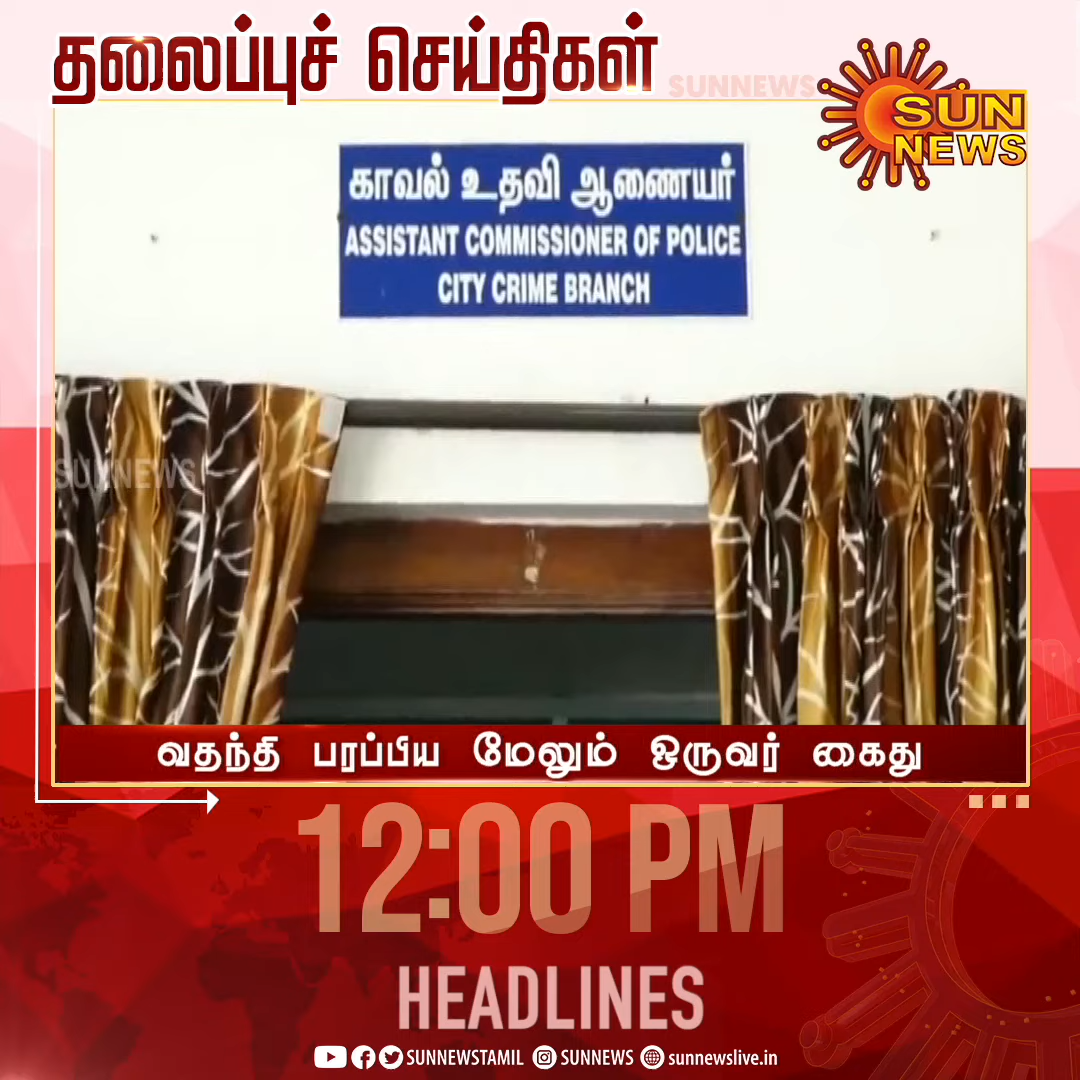 தலைப்புச் செய்திகள்
SUNNEWS
SUN
NEWS
காவல் உதவி ஆணையர்
ASSISTANT COMMISSIONER OF POLICE
CITY CRIME BRANCH
SUNNEWS
வதந்தி பரப்பிய மேலும் ஒருவர் கைது
12:00 PM
HEADLINES
SUNNEWSTAMIL SUNNEWS sunnewslive.in